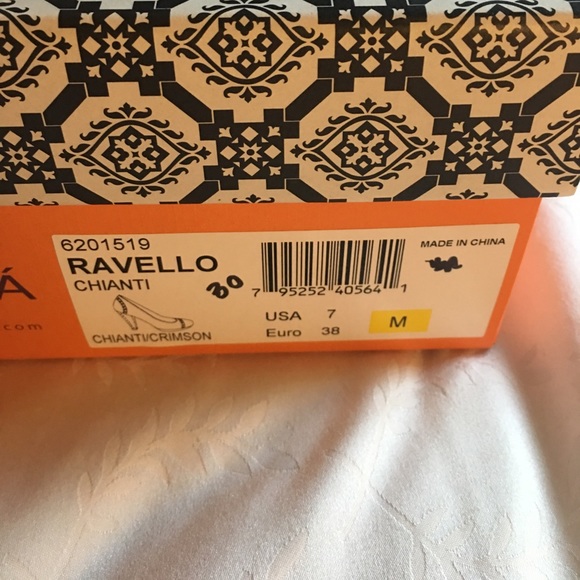 6201519
RAVELLO
CHIANTI
30
7 95252 40564 1
MADE IN CHINA
USA 7
Euro 38
M
CHIANTI/CRIMSON
Á
.com